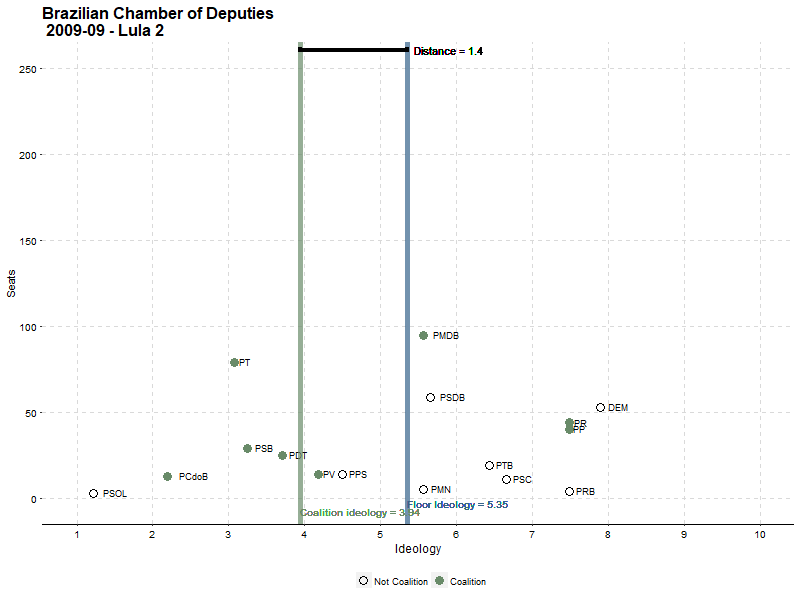 Brazilian Chamber of Deputies
2009-09 - Lula 2
Distance = 1.4
250
200
150
100
50
0
Seats
PMDB
PT
PSDB
DEM
PR
PP
PSB
PDT
PTB
PCdoB
PV
PPS
PSC
PSOL
PMN
PRB
Floor Ideology = 5.35
Coalition ideology = 3.94
1 2 3 4 5 6 7 8 9 10
Ideology
Not Coalition Coalition